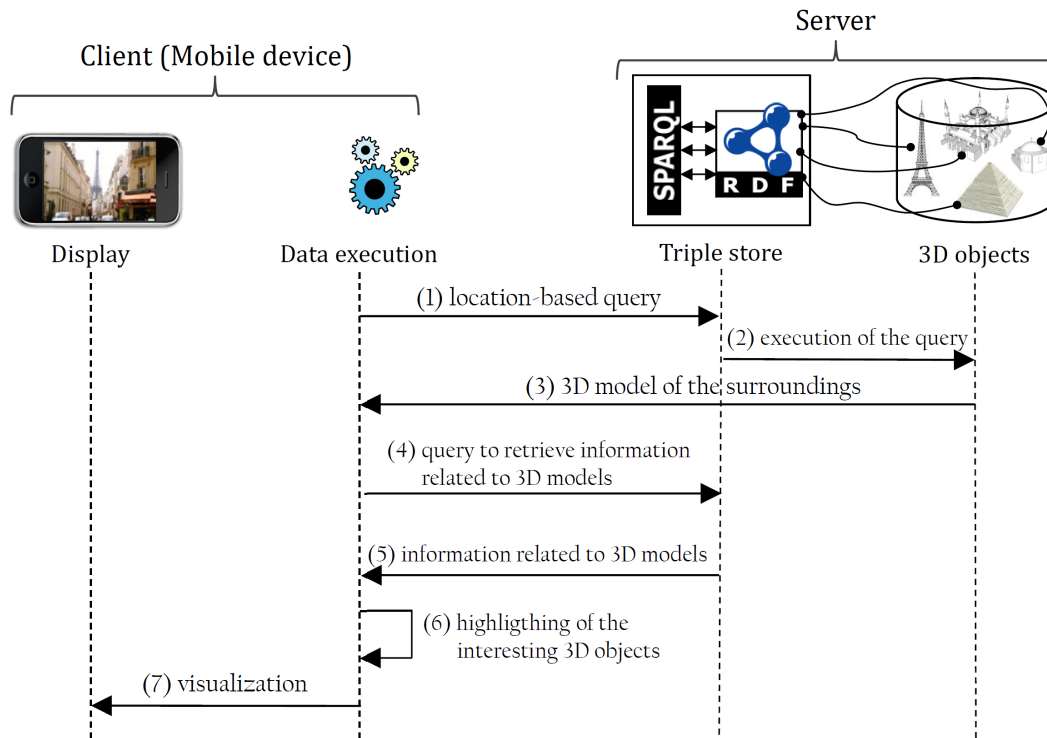 Server
Client (Mobile device)
SPARQL
RDF
Display
Data execution
Triple store
3D objects
(1) location-based query
(2) execution of the query
(3) 3D model of the surroundings
(4) query to retrieve information
related to 3D models
(5) information related to 3D models
(6) highligthing of the
interesting 3D objects
(7) visualization